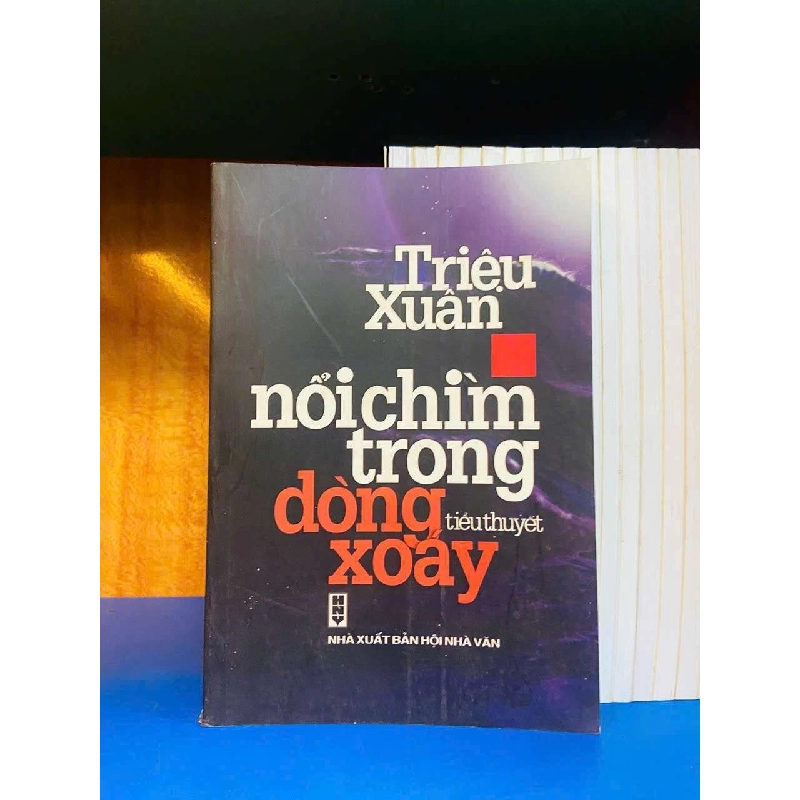 Triệu
Xuân
nổi chìm
trong
dòng
tiểu thuyết
xoáy
HNV
NHÀ XUẤT BẢN HỘI NHÀ VĂN